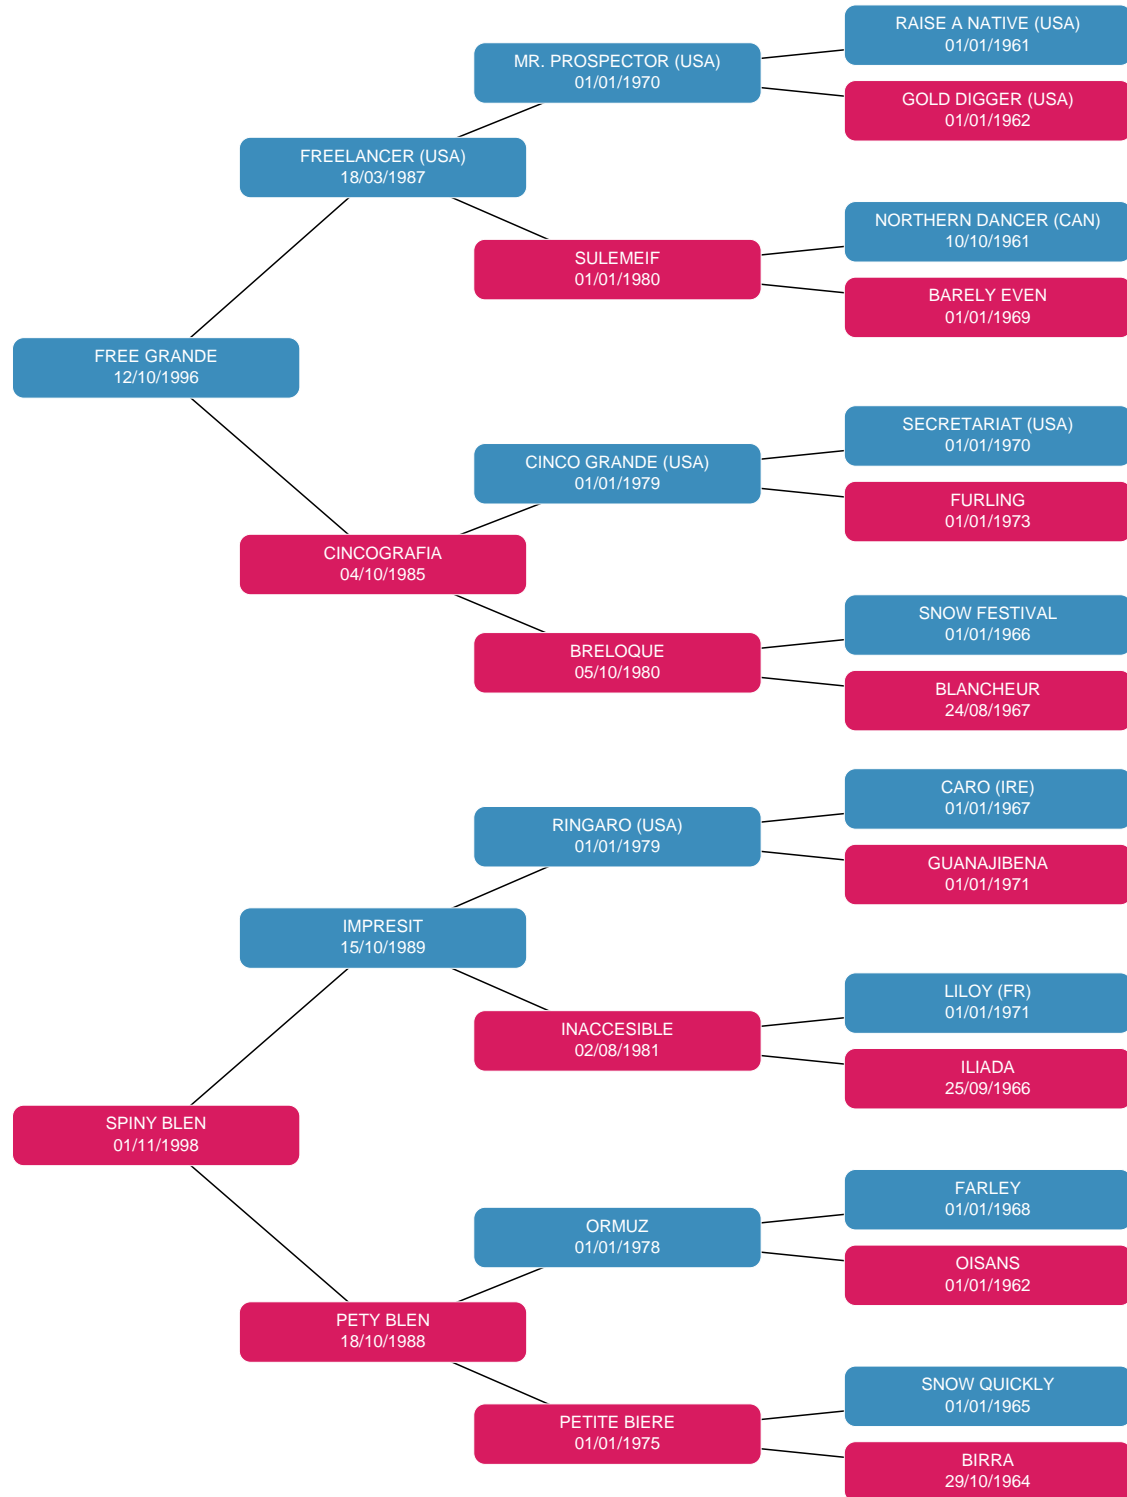 RAISE A NATIVE (USA)
01/01/1961
MR. PROSPECTOR (USA)
01/01/1970
GOLD DIGGER (USA)
01/01/1962
FREELANCER (USA)
18/03/1987
NORTHERN DANCER (CAN)
10/10/1961
SULEMEIF
01/01/1980
BARELY EVEN
01/01/1969
FREE GRANDE
12/10/1996
SECRETARIAT (USA)
01/01/1970
CINCO GRANDE (USA)
01/01/1979
FURLING
01/01/1973
CINCOGRAFIA
04/10/1985
SNOW FESTIVAL
01/01/1966
BRELOQUE
05/10/1980
BLANCHEUR
24/08/1967
CARO (IRE)
01/01/1967
RINGARO (USA)
01/01/1979
GUANAJIBENA
01/01/1971
IMPRESIT
15/10/1989
LILOY (FR)
01/01/1971
INACCESIBLE
02/08/1981
ILIADA
25/09/1966
SPINY BLEN
01/11/1998
FARLEY
01/01/1968
ORMUZ
01/01/1978
OISANS
01/01/1962
PETY BLEN
18/10/1988
SNOW QUICKLY
01/01/1965
PETITE BIERE
01/01/1975
BIRRA
29/10/1964